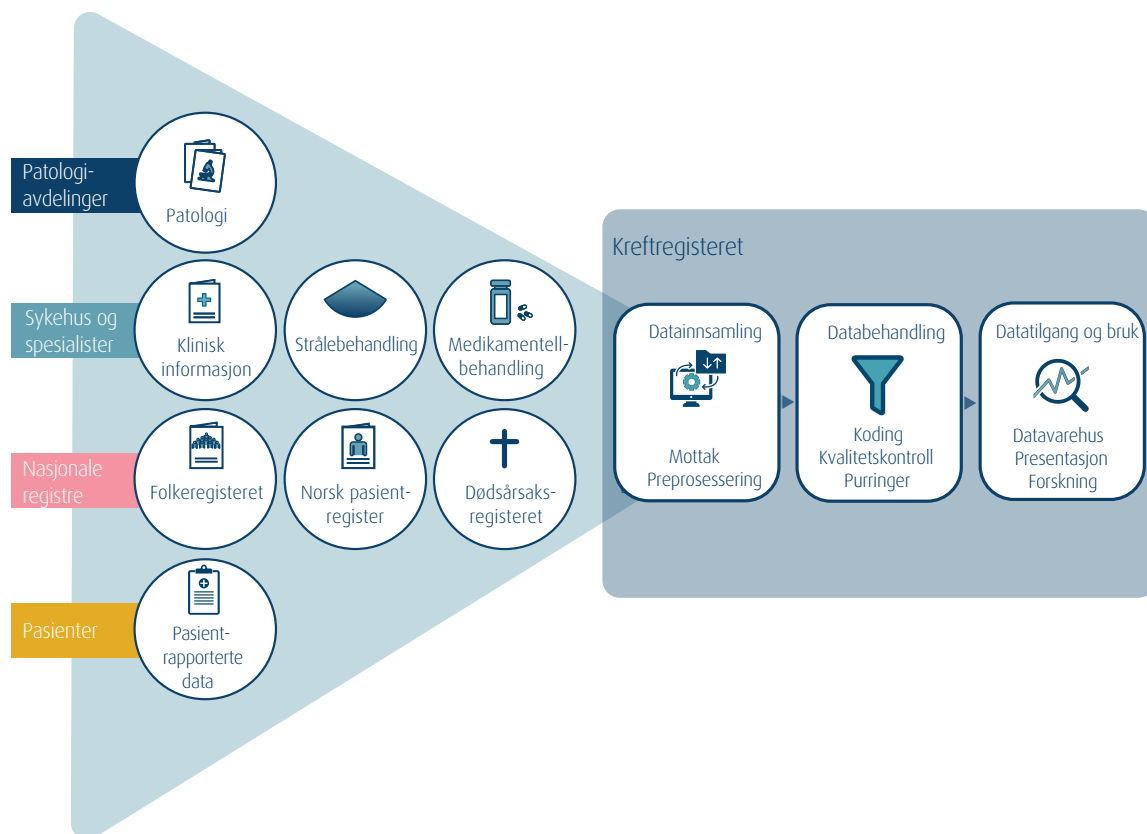 Patologi-
avdelinger
Patologi
Sykehus og
spesialister
Klinisk
informasjon
Strålebehandling
Medikamentell-
behandling
Nasjonale
registre
Folkeregisteret
Norsk pasient-
register
Dødsårsaks-
registeret
Pasienter
Pasient-
rapporterte
data
Kreftregisteret
Datainnsamling
Mottak
Preprosessering
Databehandling
Koding
Kvalitetskontroll
Purringer
Datatilgang og bruk
Datavarehus
Presentasjon
Forskning